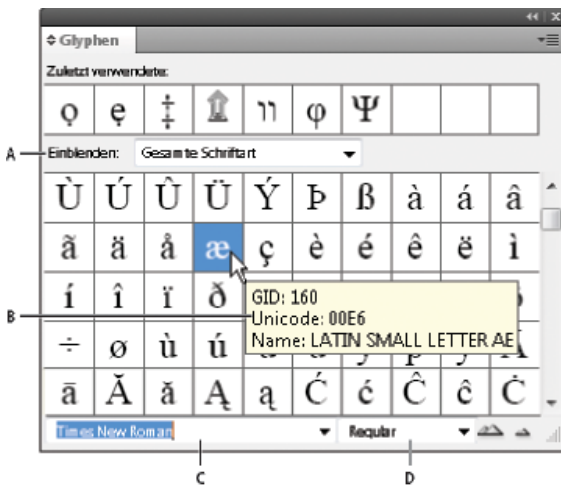 Glyphen
Zuletzt verwendete:
ọ ẹ ‡ װ φ Ψ
A
Einblenden: Gesamte Schriftart
Ù Ú Û Ü Ý Þ ß à á â
ã ä å æ ç è é ê ë ì
í î ï ð
GID: 160
B
Unicode: 00E6
÷ ø ù ú
Name: LATIN SMALL LETTER AE
ā Ă ă Ą ą Ć ć Ĉ ĉ Ċ
Times New Roman Regular
C D